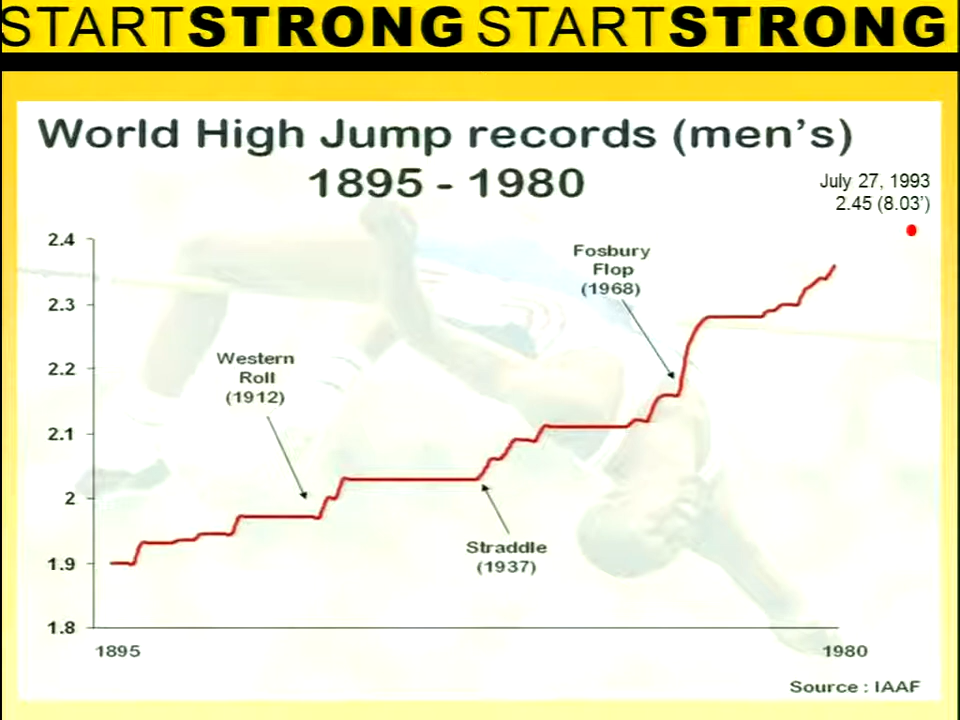 STARTSTRONG STARTSTRONG
World High Jump records (men's)
1895 - 1980
July 27, 1993
2.45 (8.03')
2.4
2.3
2.2
2.1
2
1.9
1.8
Fosbury
Flop
(1968)
Western
Roll
(1912)
Straddle
(1937)
1895
1980
Source : IAAF